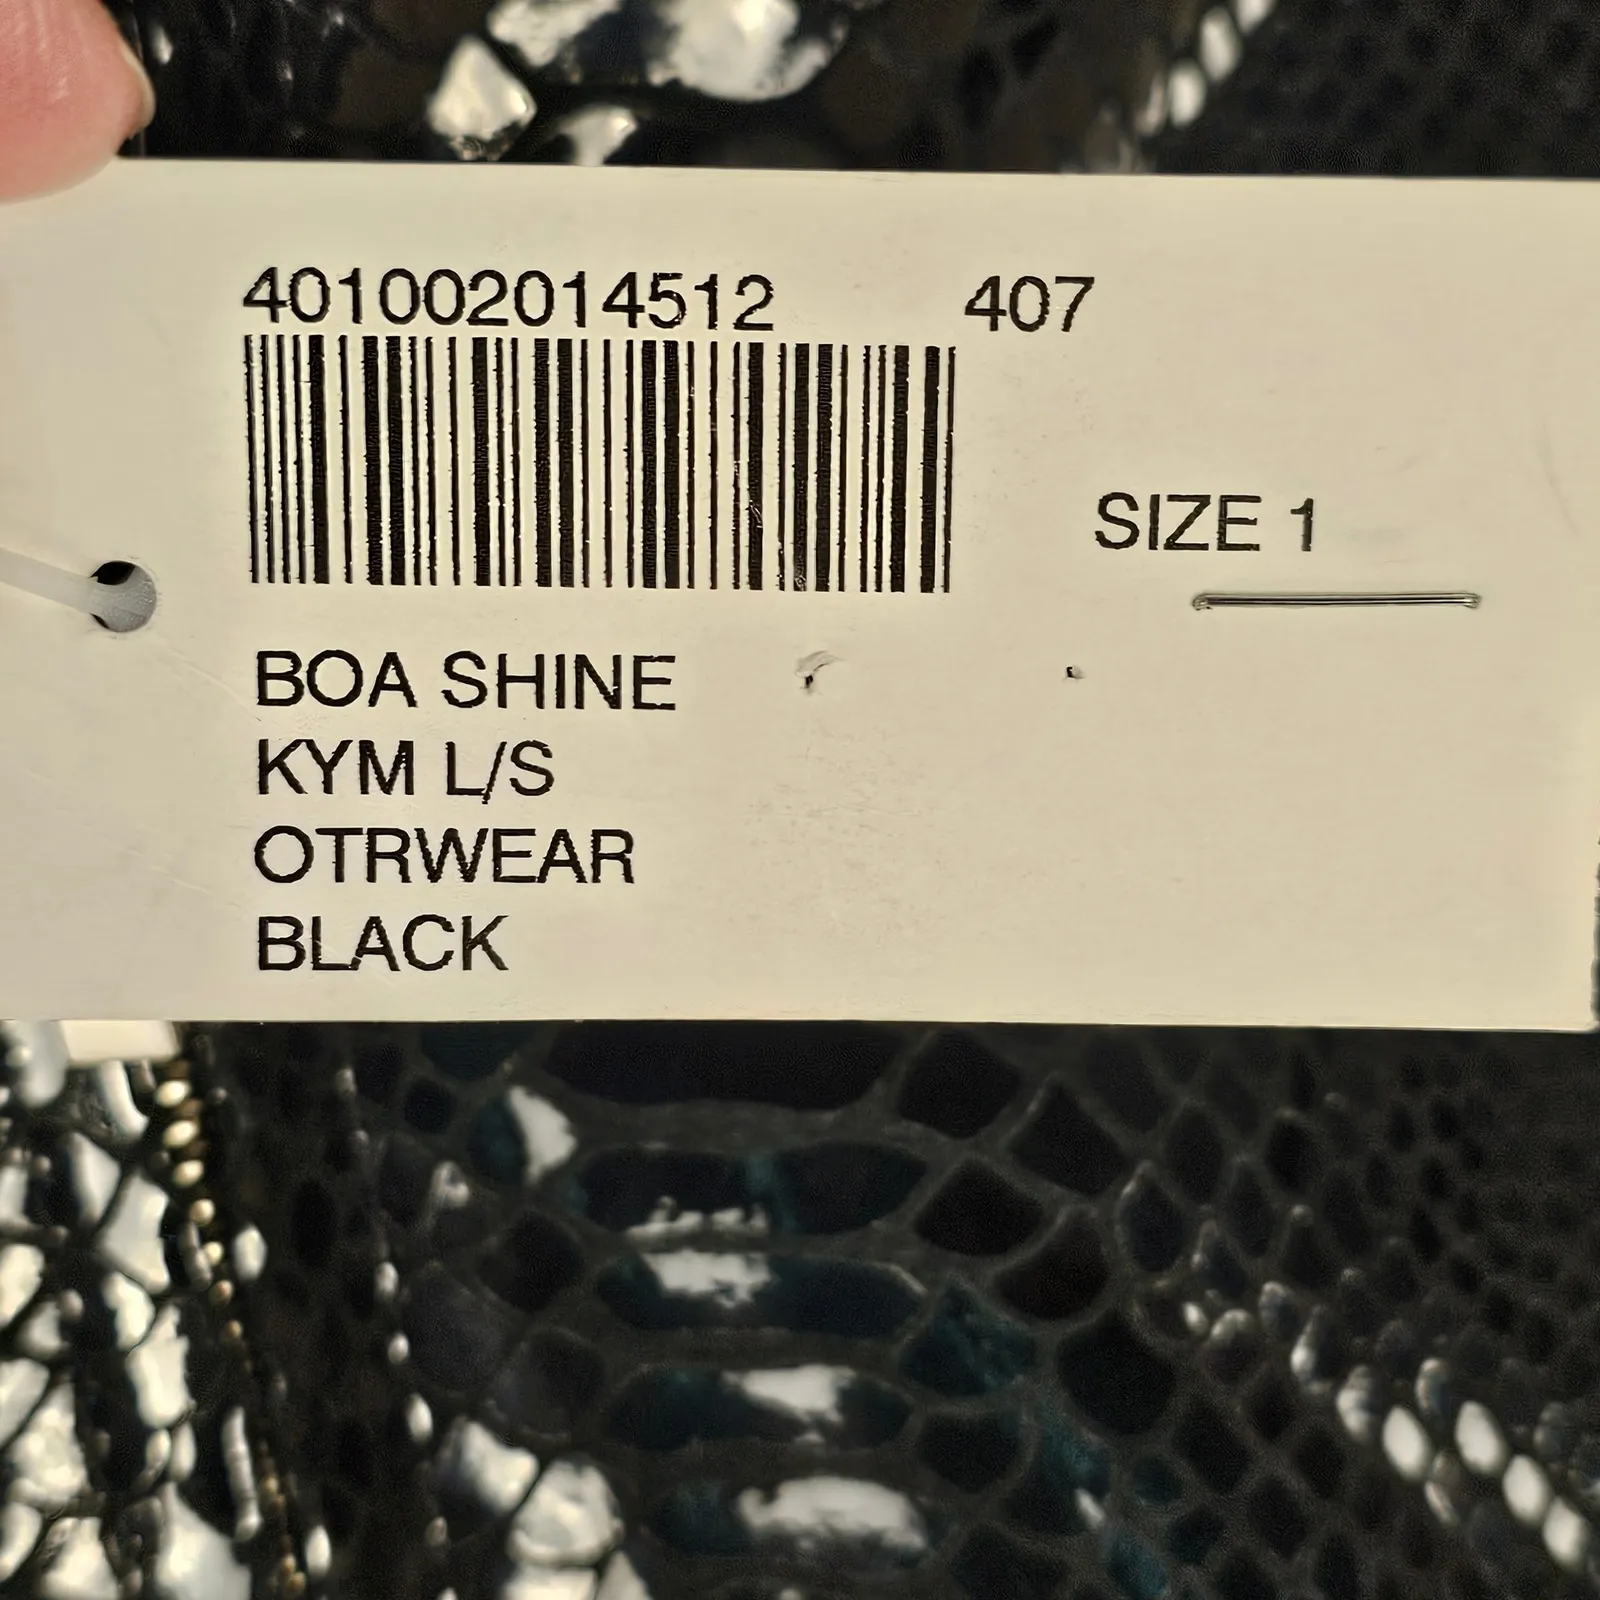 401002014512 407
SIZE 1
BOA SHINE
KYM L/S
OTRWEAR
BLACK